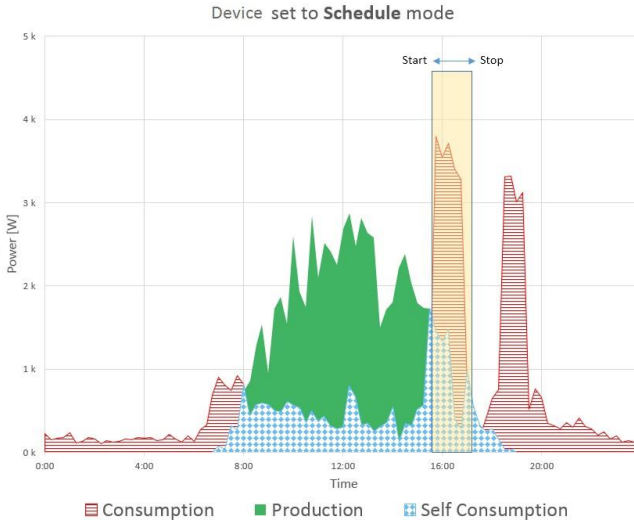 Device set to Schedule mode
5 k
Start Stop
4 k
3 k
Power [W]
2 k
1 k
0 k
0:00 4:00 8:00 12:00 16:00 20:00
Time
Consumption Production Self Consumption